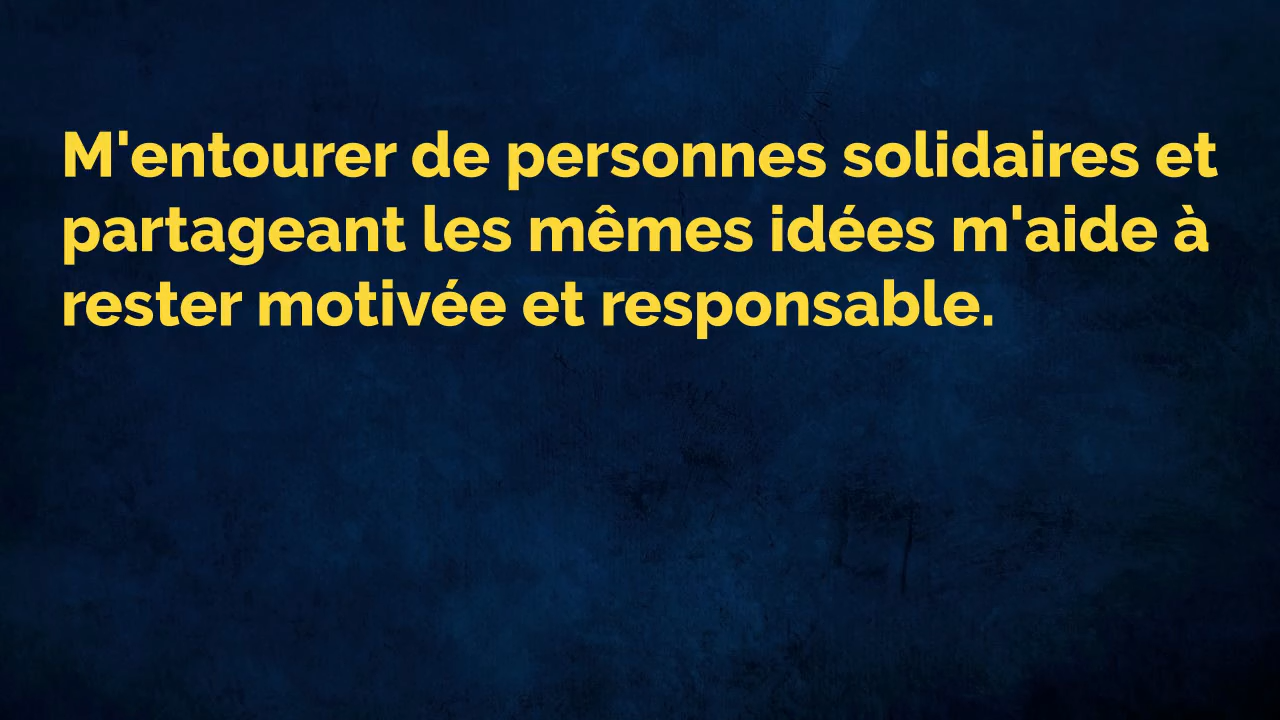 M'entourer de personnes solidaires et
partageant les mêmes idées m'aide à
rester motivée et responsable.